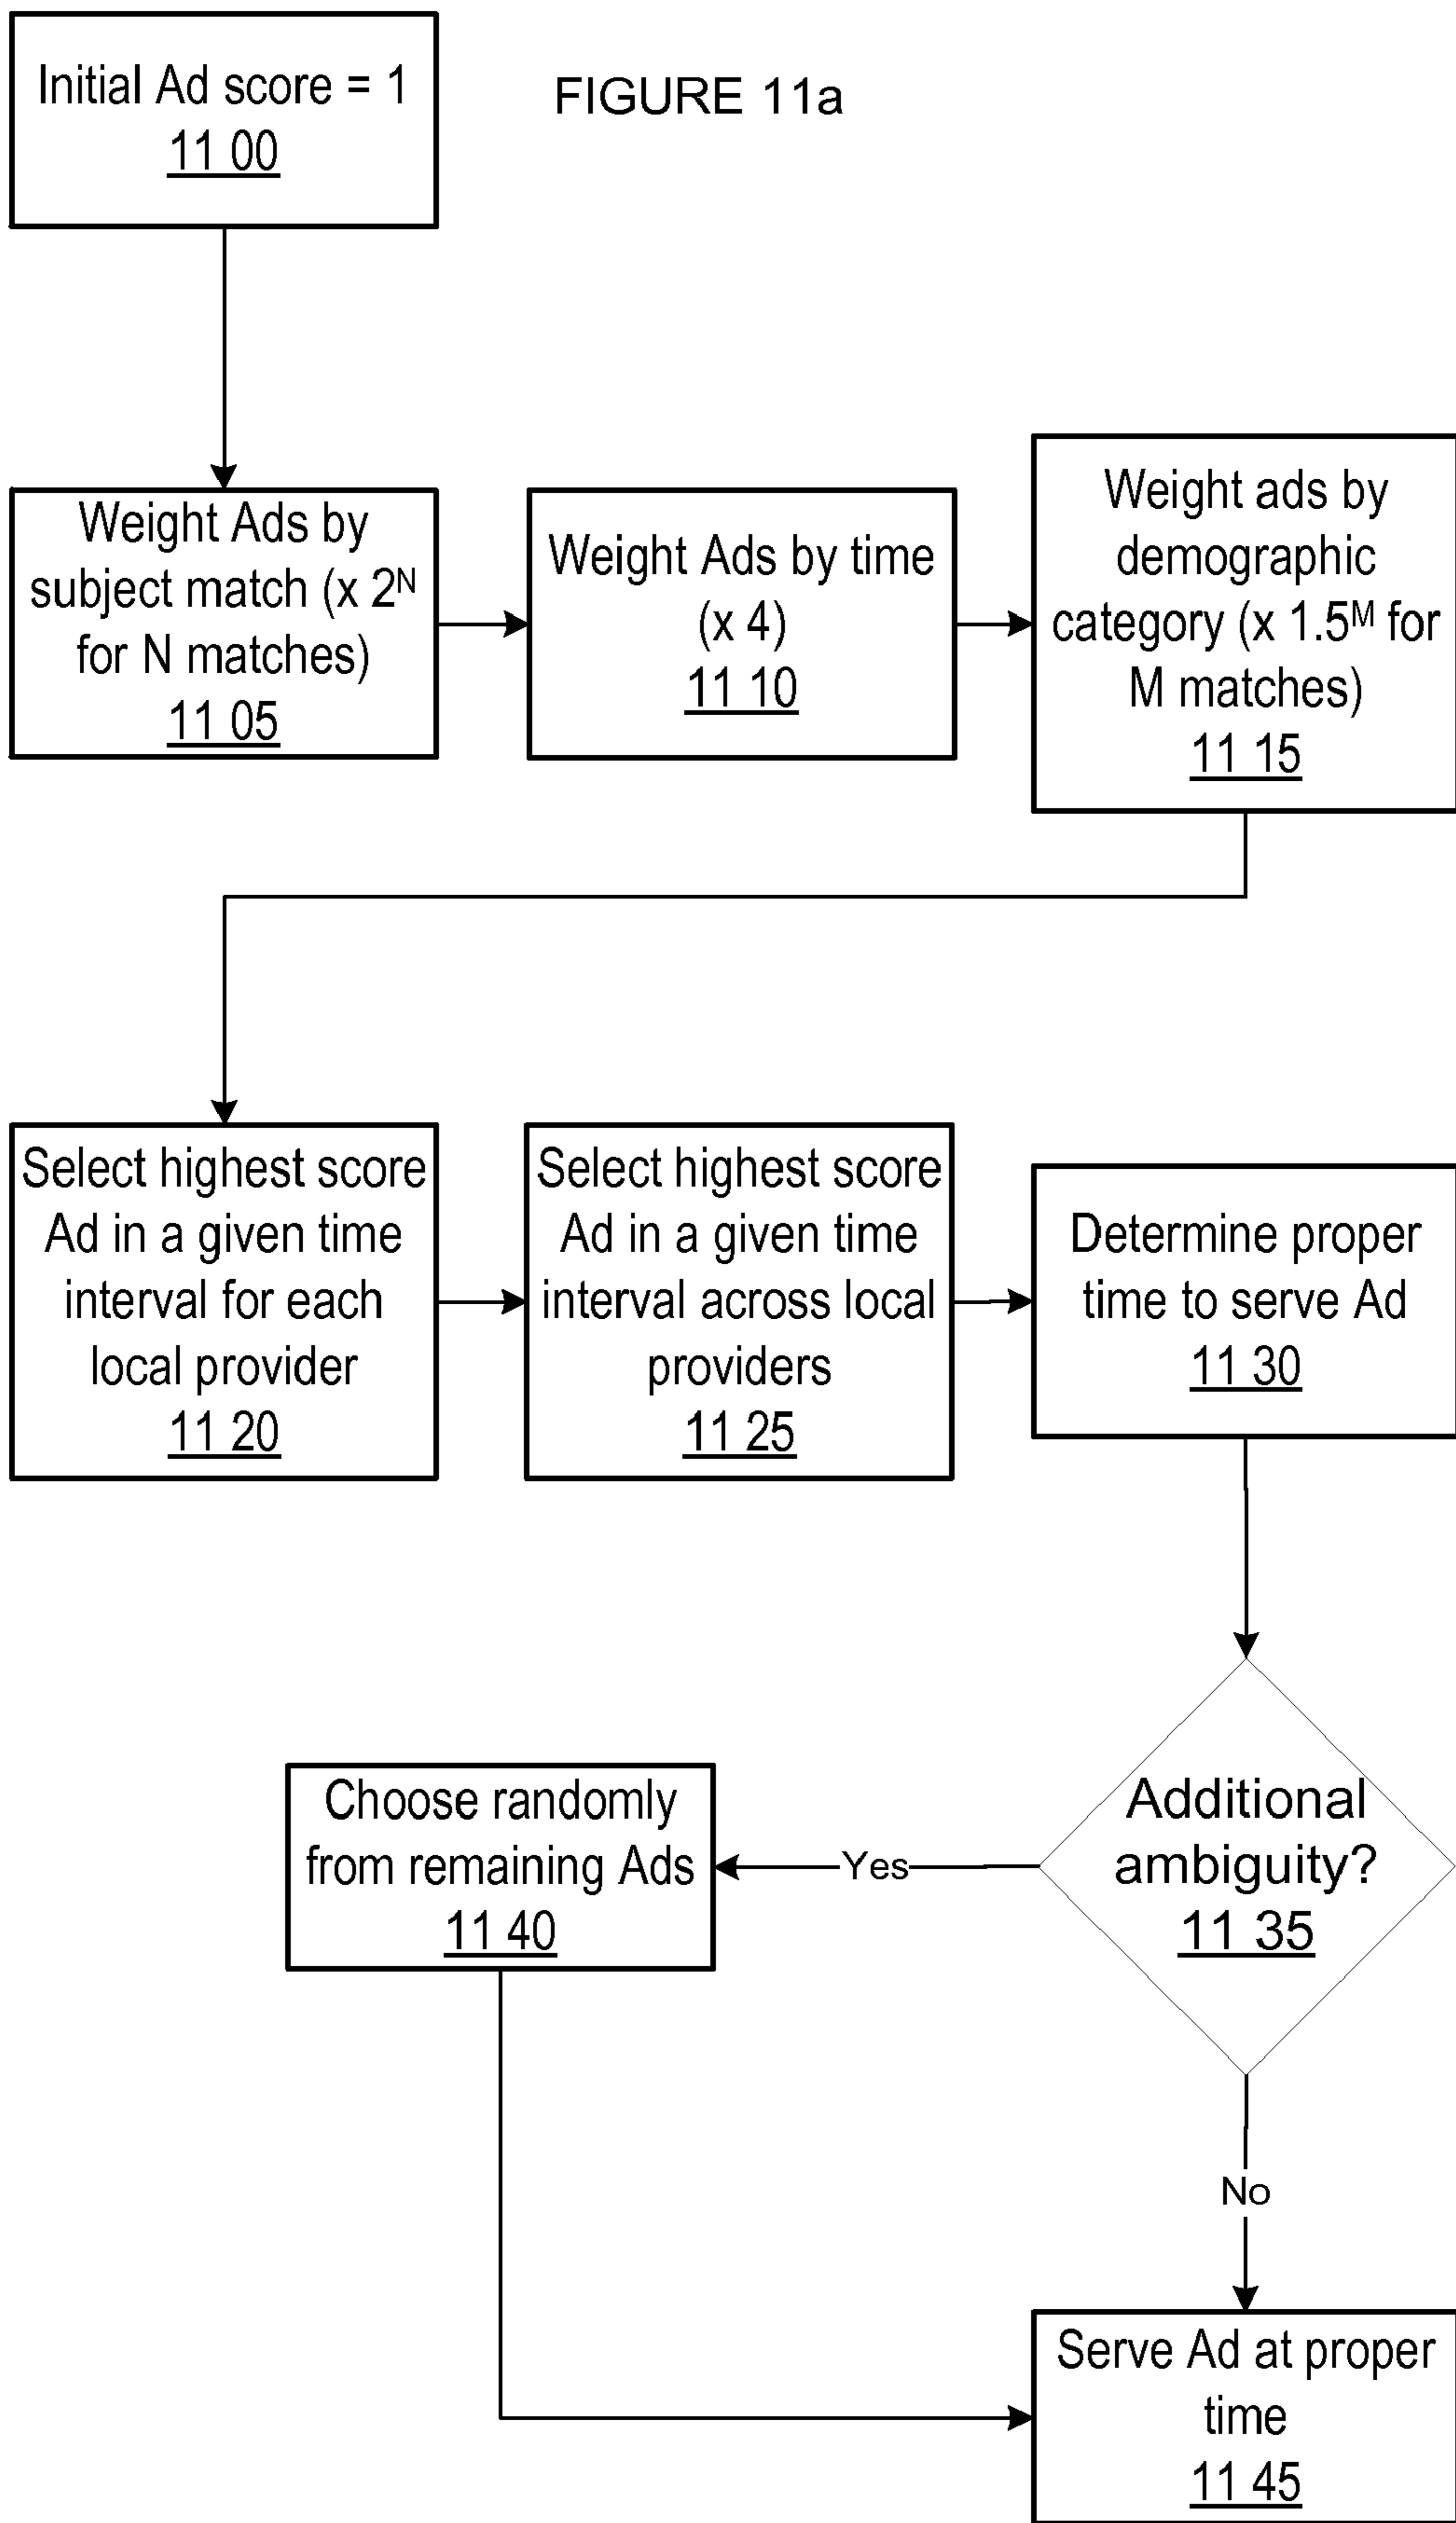 Initial Ad score = 1
11 00
FIGURE 11a
Weight Ads by
subject match (x 2ᴺ
for N matches)
11 05
Weight Ads by time
(x 4)
11 10
Weight ads by
demographic
category (x 1.5ᴹ for
M matches)
11 15
Select highest score
Ad in a given time
interval for each
local provider
11 20
Select highest score
Ad in a given time
interval across local
providers
11 25
Determine proper
time to serve Ad
11 30
Additional
ambiguity?
11 35
Yes
Choose randomly
from remaining Ads
11 40
No
Serve Ad at proper
time
11 45